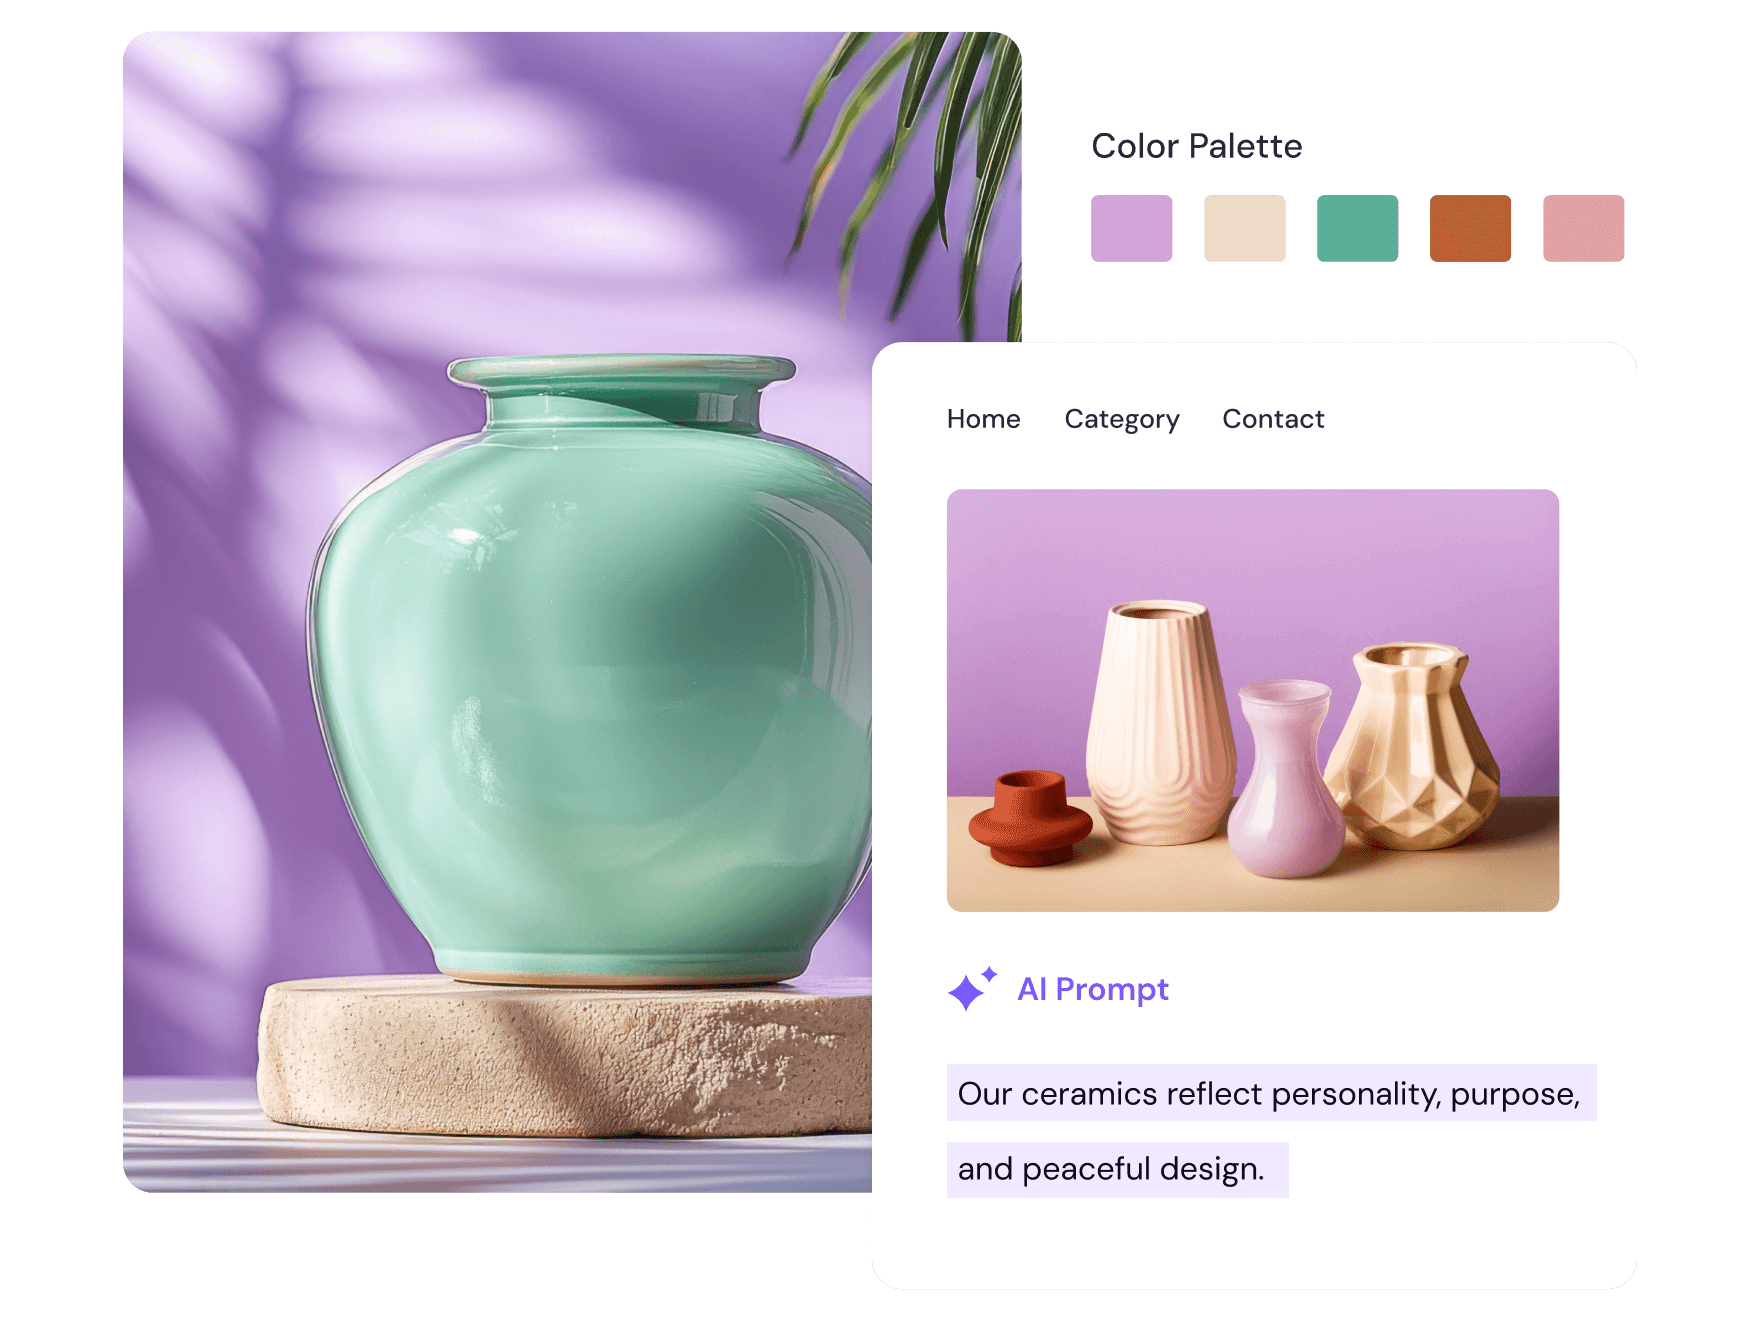 Color Palette
Home Category Contact
AI Prompt
Our ceramics reflect personality, purpose,
and peaceful design.